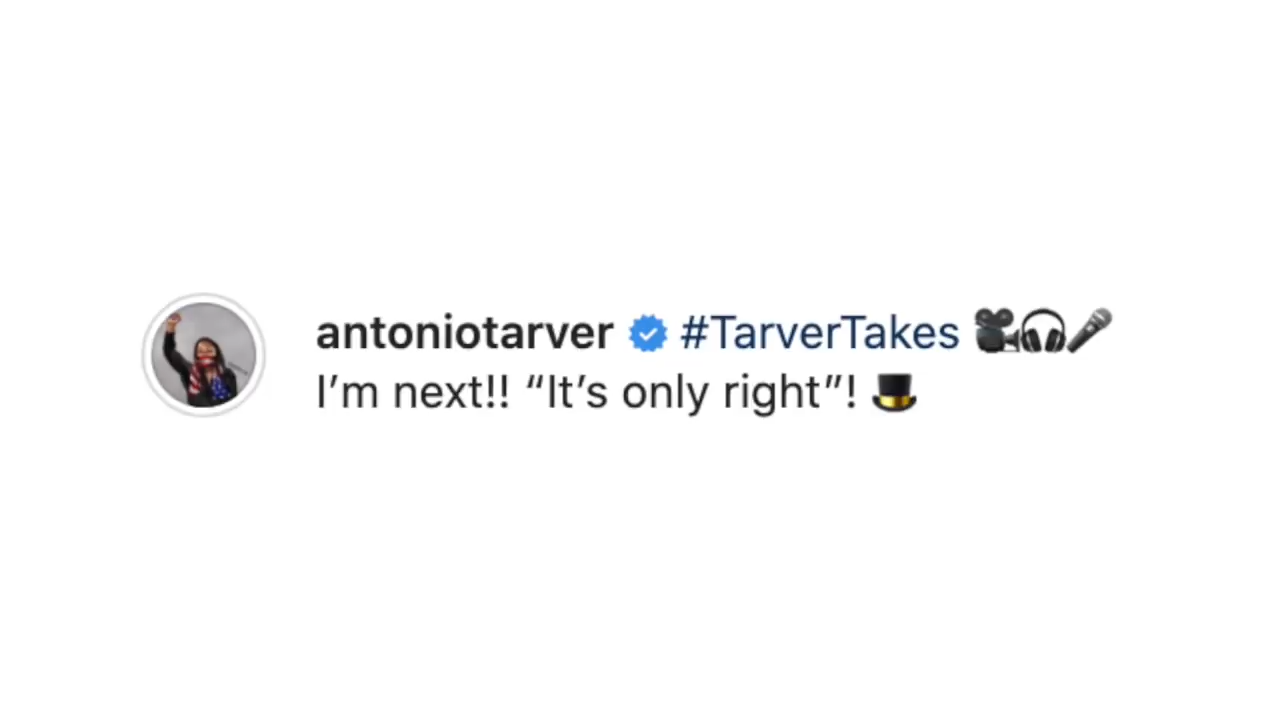 antoniotarver #TarverTakes 🎥🎧🎤
I’m next!! “It’s only right”! 🎩